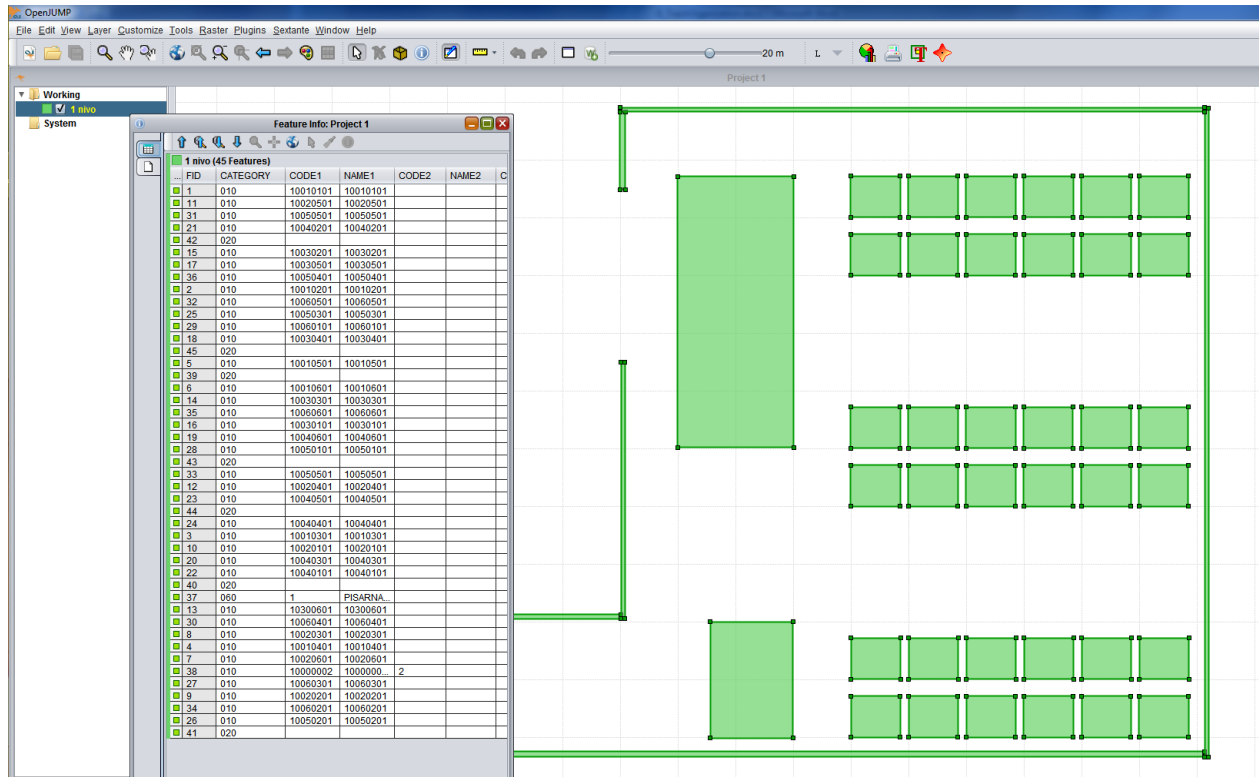 OpenJUMP
File Edit View Layer Customize Tools Raster Plugins Sextante Window Help
20 m L
Project 1
Working
1 nivo
System
Feature Info: Project 1
1 nivo (45 Features)
... FID CATEGORY CODE1 NAME1 CODE2 NAME2 C
1 010 10010101 10010101
11 010 10020501 10020501
31 010 10050501 10050501
21 010 10040201 10040201
42 020
15 010 10030201 10030201
17 010 10030501 10030501
36 010 10050401 10050401
2 010 10010201 10010201
32 010 10060501 10060501
25 010 10050301 10050301
29 010 10060101 10060101
18 010 10030401 10030401
45 020
5 010 10010501 10010501
39 020
6 010 10010601 10010601
14 010 10030301 10030301
35 010 10060601 10060601
16 010 10030101 10030101
19 010 10040601 10040601
28 010 10050101 10050101
43 020
33 010 10050501 10050501
12 010 10020401 10020401
23 010 10040501 10040501
44 020
24 010 10040401 10040401
3 010 10010301 10010301
10 010 10020101 10020101
20 010 10040301 10040301
22 010 10040101 10040101
40 020
37 060 1 PISARNA...
13 010 10300601 10300601
30 010 10060401 10060401
8 010 10020301 10020301
4 010 10010401 10010401
7 010 10020601 10020601
38 010 10000002 1000000... 2
27 010 10060301 10060301
9 010 10020201 10020201
34 010 10060201 10060201
26 010 10050201 10050201
41 020